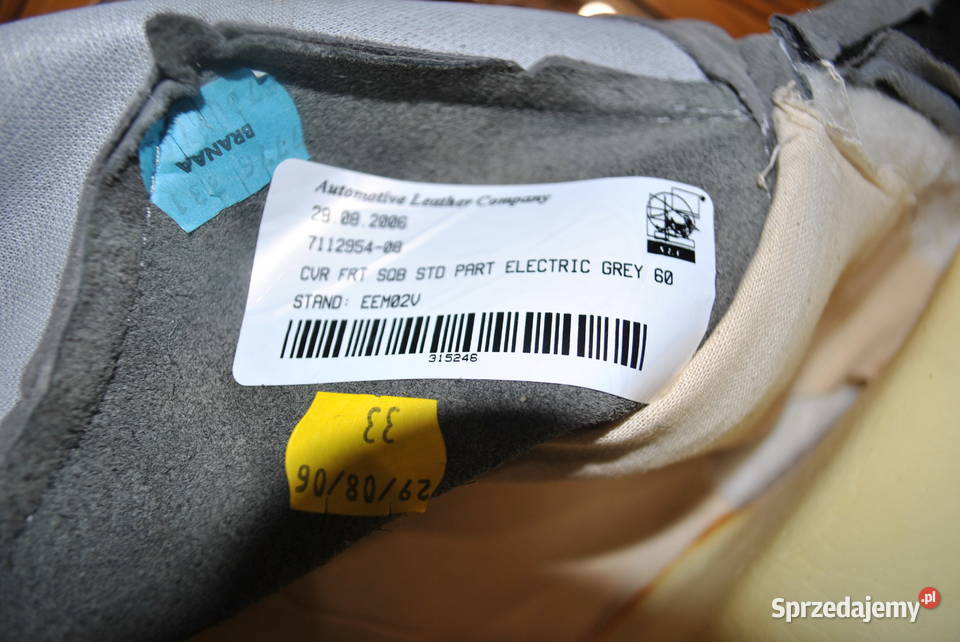 BRANAA
Automotive Leather Company
29.08.2006
7112954-08
CVR FRT SQB STD PART ELECTRIC GREY 60
STAND: EEM02V
315246
33
29/08/06
Sprzedajemy.pl